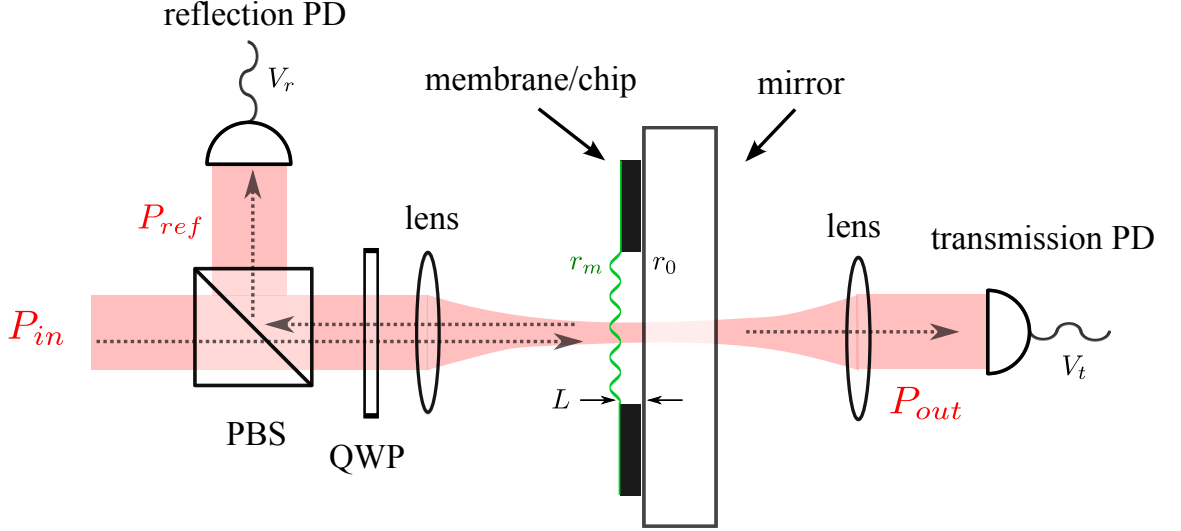 reflection PD
V_r
membrane/chip
mirror
P_ref
lens
r_m
r_0
lens
transmission PD
P_in
L
V_t
P_out
PBS
QWP